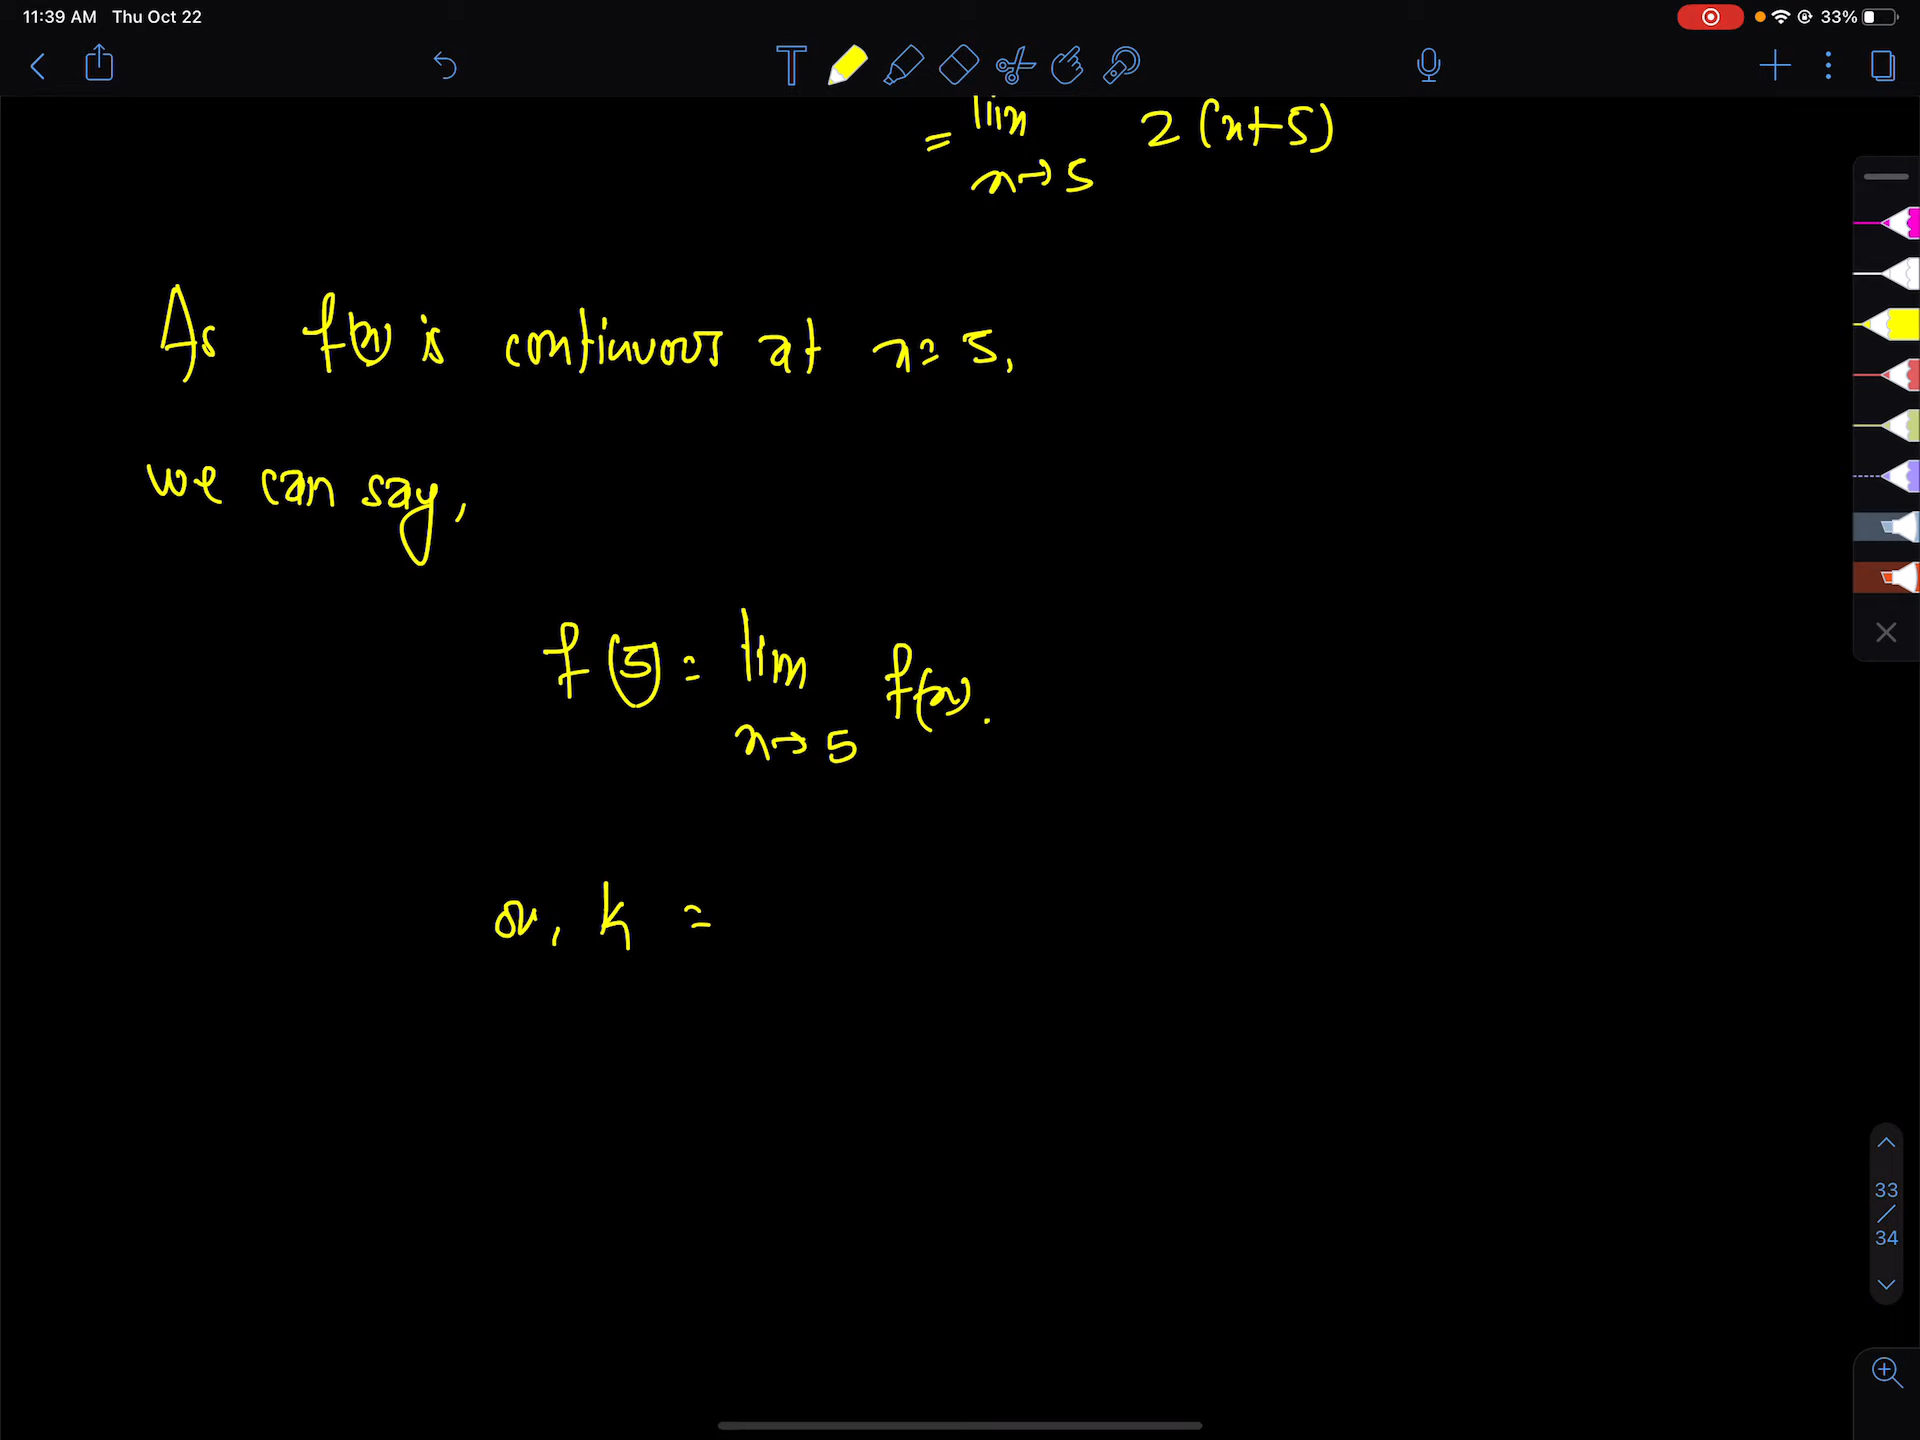 11:39 AM Thu Oct 22
33%
= lim 2 (x+5)
x→5
As f(x) is continuous at x = 5,
we can say,
f(5) = lim f(x).
x→5
or, k =
33
/
34